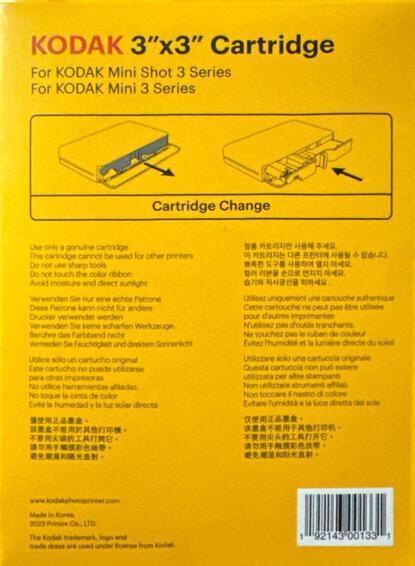 KODAK 3"x3" Cartridge
For KODAK Mini Shot 3 Series
For KODAK Mini 3 Series
Cartridge Change
Use only a genuine cartridge
This cartridge cannot be used for other printers
Do not use sharp tools
Do not touch the color ribbon
Avoid moisture and direct sunlight
정품 카트리지만 사용해 주세요.
이 카트리지는 다른 프린터에 사용될 수 없습니다.
뾰족한 도구를 사용하여 열지 마세요.
컬러 리본을 손으로 만지지 마세요.
습기와 직사광선을 피하세요.
Verwenden Sie nur eine echte Patrone
Diese Patrone kann nicht für andere
Drucker verwendet werden
Verwenden Sie keine scharfen Werkzeuge.
Berühre das Farbband nicht
Vermeiden Sie Feuchtigkeit und direktem Sonnenlicht
Utilisez uniquement une cartouche authentique
Cette cartouche ne peut pas être utilisée
pour d'autres imprimantes
N'utilisez pas d'outils tranchants.
Ne touchez pas le ruban de couleur
Evitez l'humidité et la lumière directe du soleil
Utilice sólo un cartucho original
Este cartucho no puede utilizarse
para otras impresoras
No utilice herramientas afiladas.
No toque la cinta de color
Evite la humedad y la luz solar directa
Utilizzare solo una cartuccia originale
Questa cartuccia non può essere
utilizzata per altre stampanti
Non utilizzare strumenti affilati.
Non toccare il nastro di colore
Evitare l'umidità e la luce diretta del sole
僅使用正品墨盒。
該墨盒不能用於其他打印機。
不要用尖頭的工具打開它。
請勿用手觸摸彩色絲帶。
避免潮濕和陽光直射。
仅使用正品墨盒。
该墨盒不能用于其他打印机。
不要用尖头的工具打开它。
请勿用手触摸彩色丝带。
避免潮湿和阳光直射。
www.kodakphotoprinter.com
Made in Korea.
2023 Prinics Co., LTD.
The Kodak trademark, logo and
trade dress are used under license from Kodak.
1 92143 00133 1